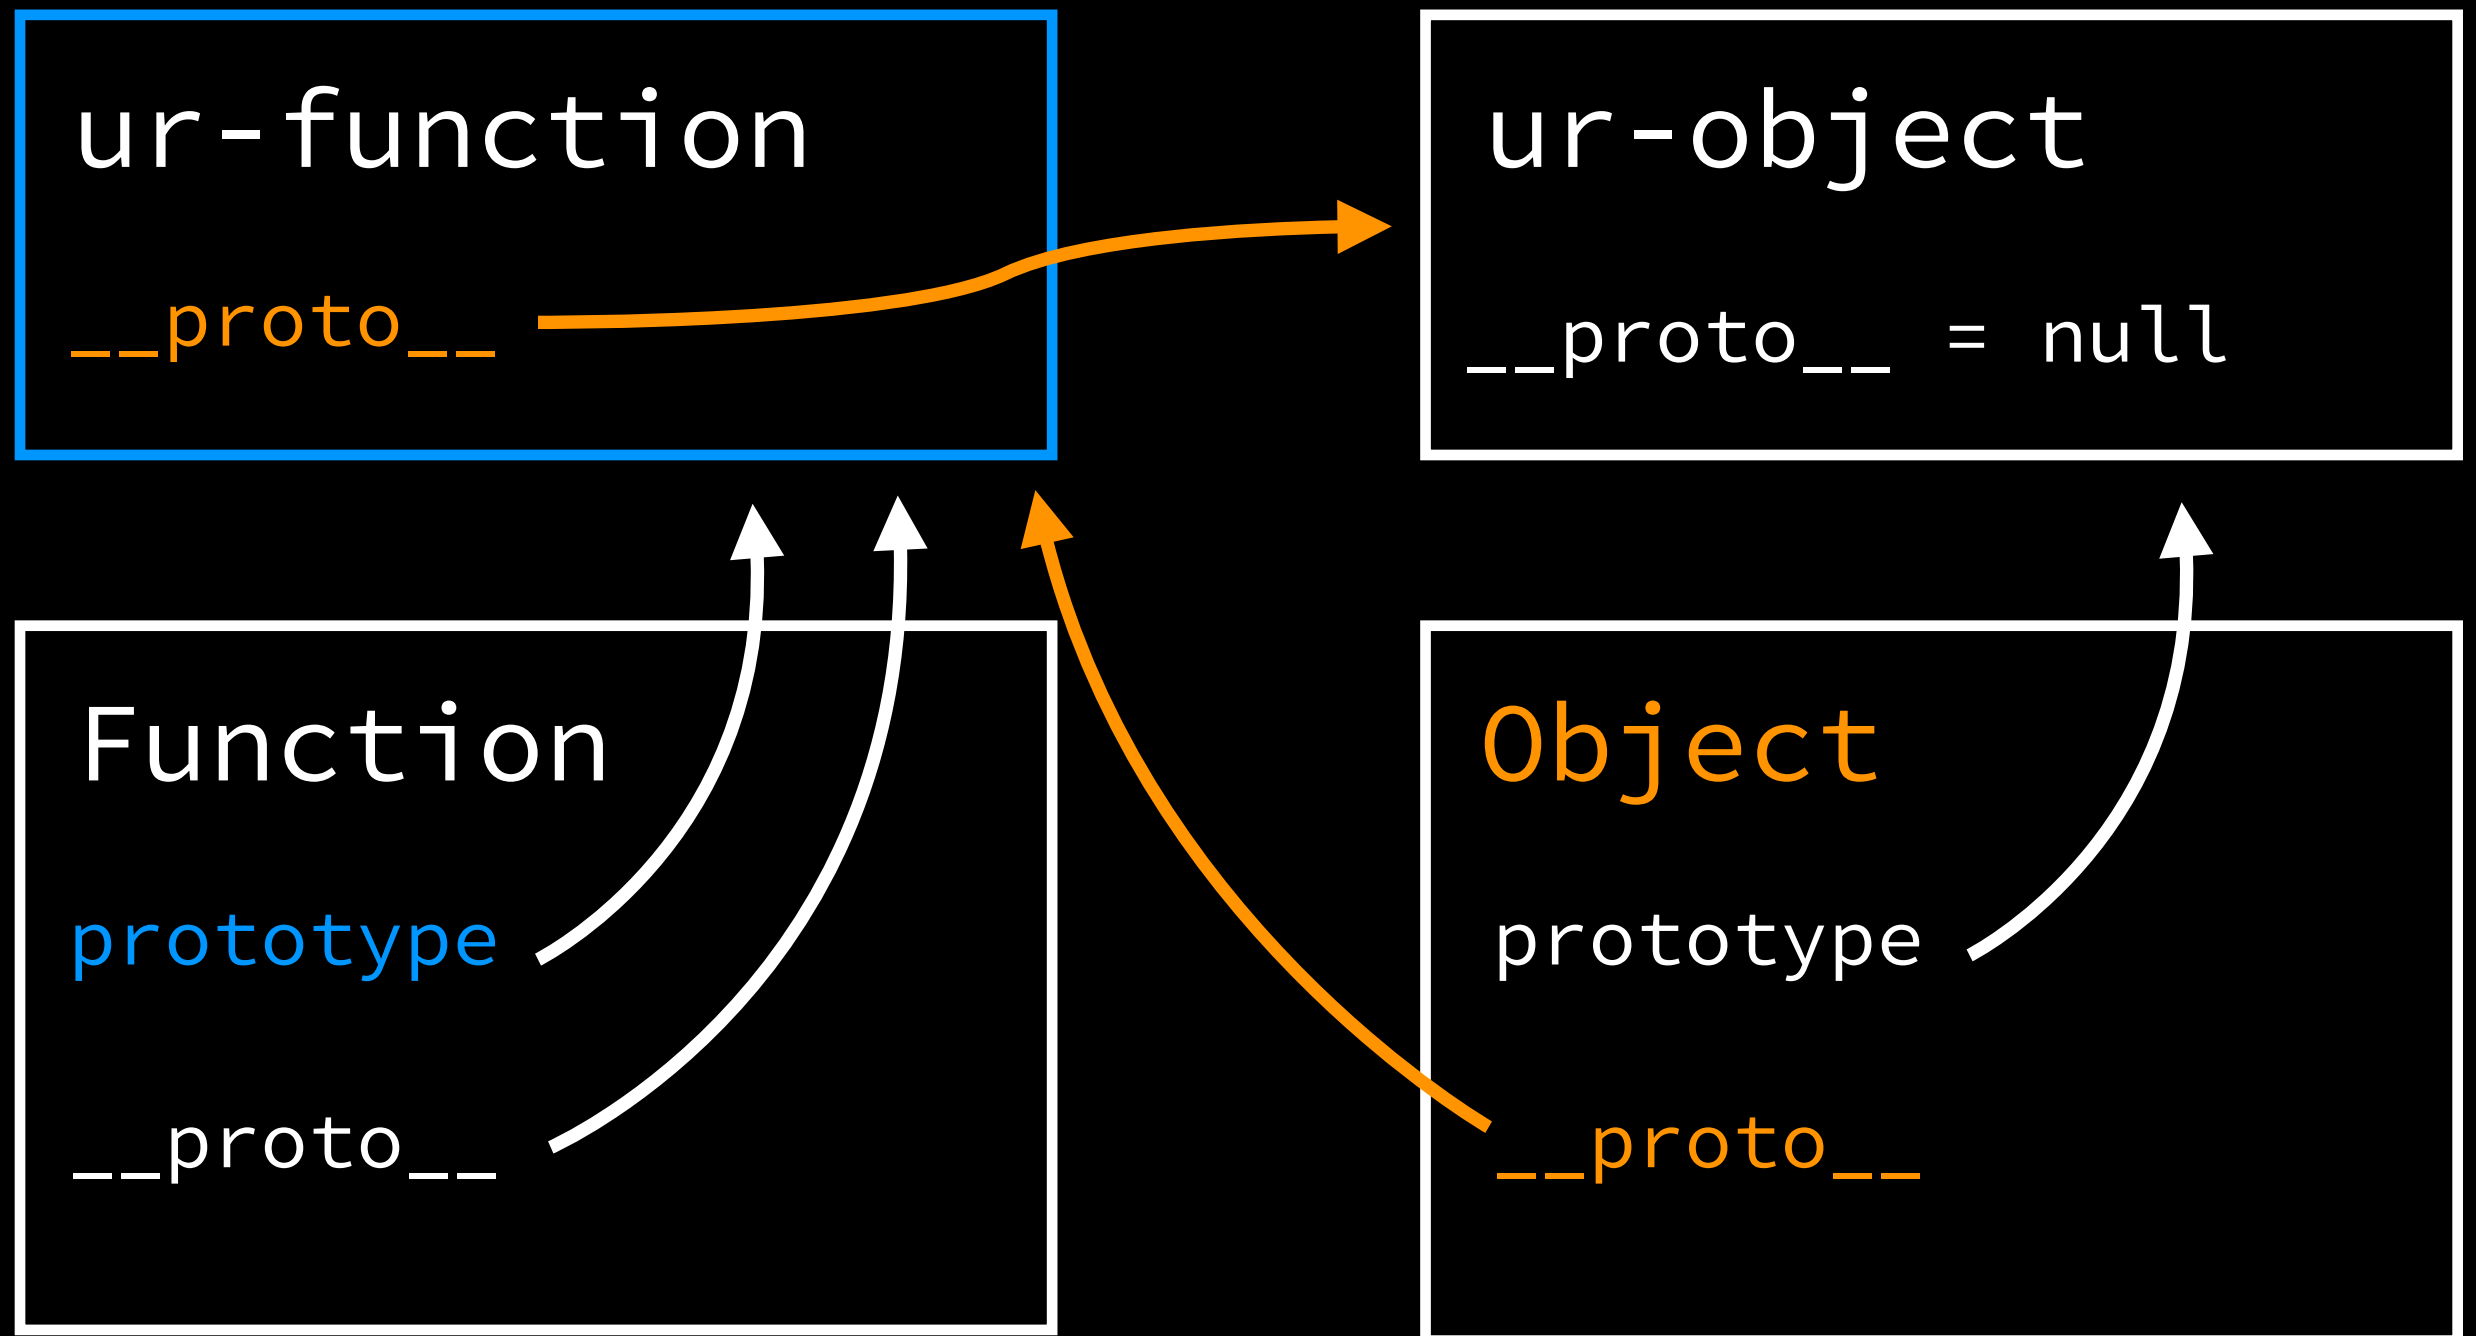 ur-function
__proto__
ur-object
__proto__ = null
Function
prototype
__proto__
Object
prototype
__proto__